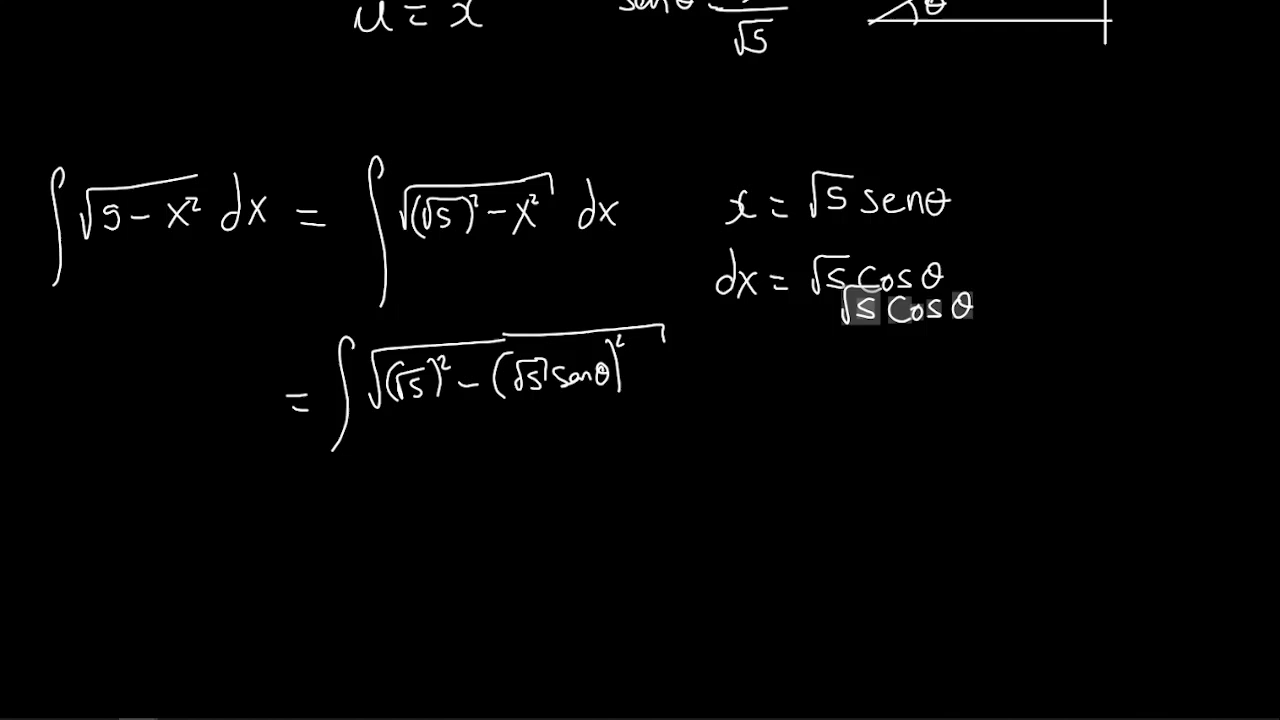 u = x senθ √5 θ
∫√5 - x² dx = ∫√(√5)² - x² dx x = √5 senθ
dx = √5 cosθ
√5 cosθ
= ∫√(√5)² - (√5 senθ)²